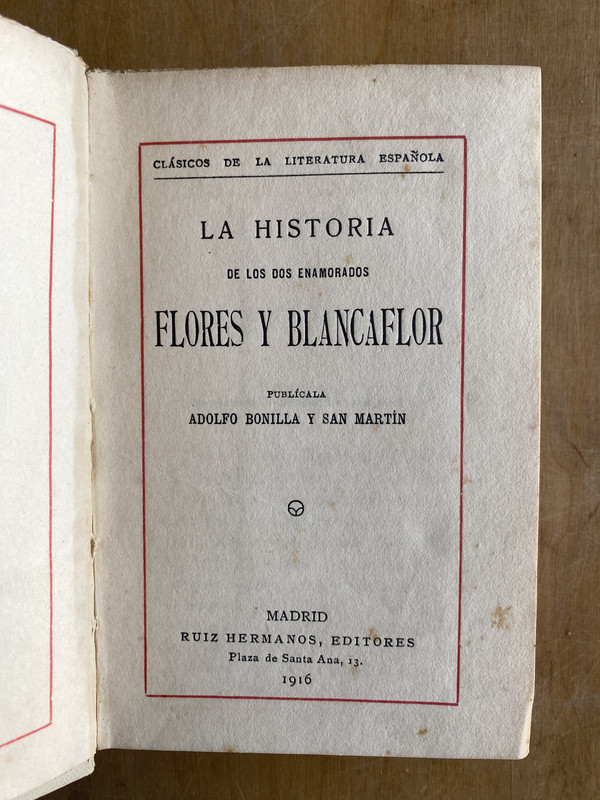 CLÁSICOS DE LA LITERATURA ESPAÑOLA
LA HISTORIA
DE LOS DOS ENAMORADOS
FLORES Y BLANCAFLOR
PUBLÍCALA
ADOLFO BONILLA Y SAN MARTÍN
MADRID
RUIZ HERMANOS, EDITORES
Plaza de Santa Ana, 13.
1916